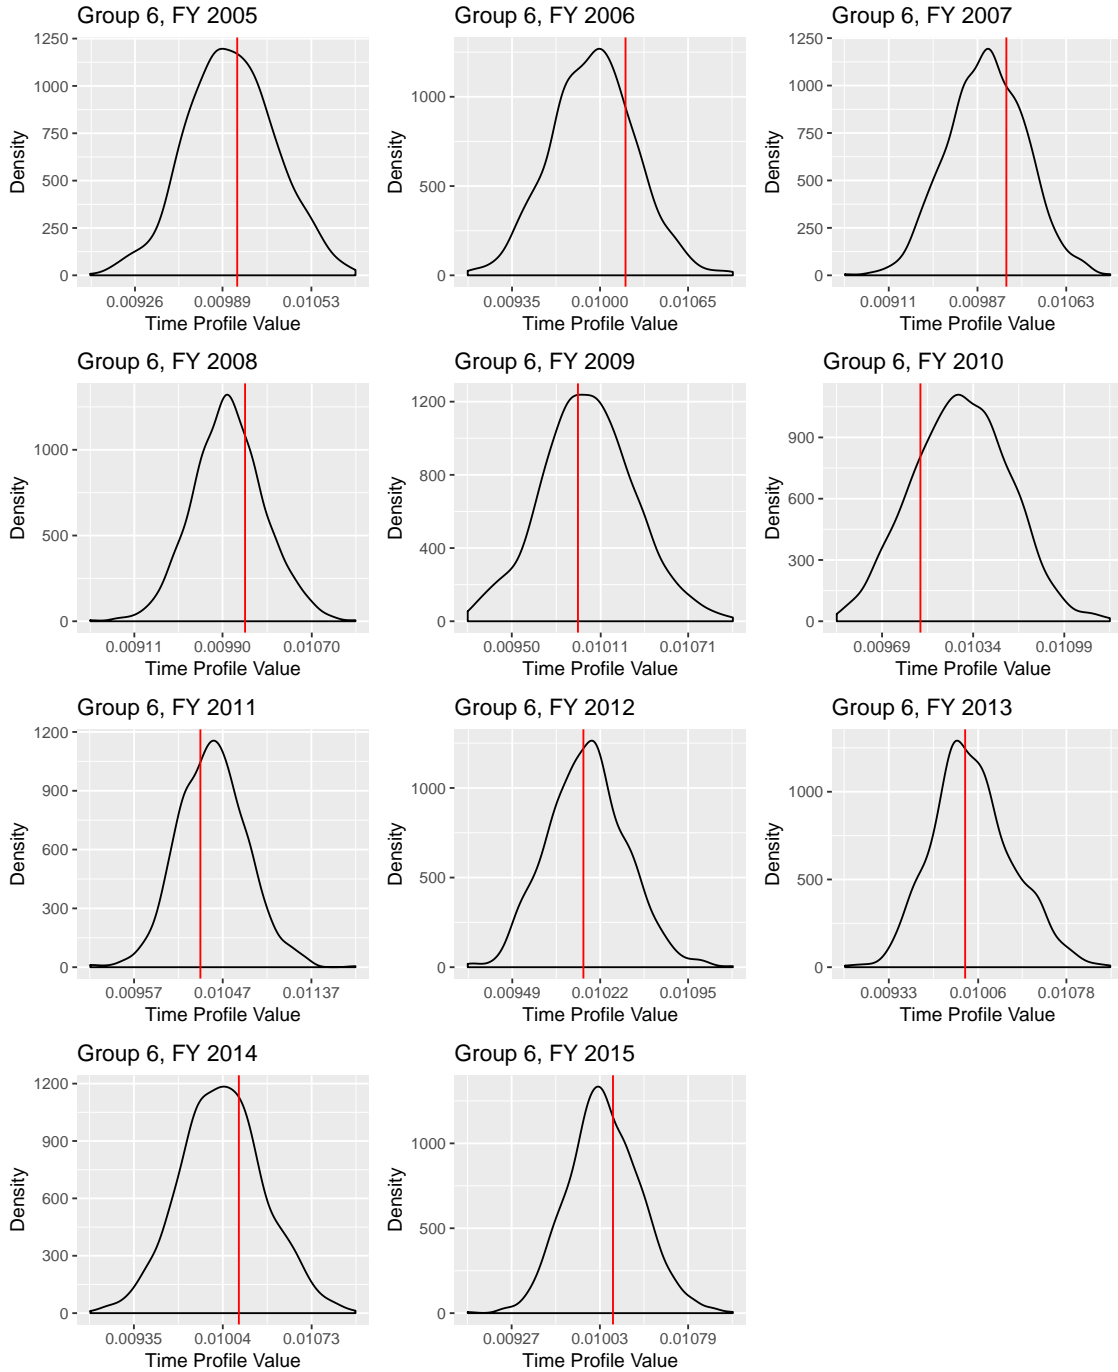 Group 6, FY 2005
1250
1000
750
500
250
0
Density
0.00926 0.00989 0.01053
Time Profile Value
Group 6, FY 2006
1000
500
0
Density
0.00935 0.01000 0.01065
Time Profile Value
Group 6, FY 2007
1250
1000
750
500
250
0
Density
0.00911 0.00987 0.01063
Time Profile Value
Group 6, FY 2008
1000
500
0
Density
0.00911 0.00990 0.01070
Time Profile Value
Group 6, FY 2009
1200
800
400
0
Density
0.00950 0.01011 0.01071
Time Profile Value
Group 6, FY 2010
900
600
300
0
Density
0.00969 0.01034 0.01099
Time Profile Value
Group 6, FY 2011
1200
900
600
300
0
Density
0.00957 0.01047 0.01137
Time Profile Value
Group 6, FY 2012
1000
500
0
Density
0.00949 0.01022 0.01095
Time Profile Value
Group 6, FY 2013
1000
500
0
Density
0.00933 0.01006 0.01078
Time Profile Value
Group 6, FY 2014
1200
900
600
300
0
Density
0.00935 0.01004 0.01073
Time Profile Value
Group 6, FY 2015
1000
500
0
Density
0.00927 0.01003 0.01079
Time Profile Value